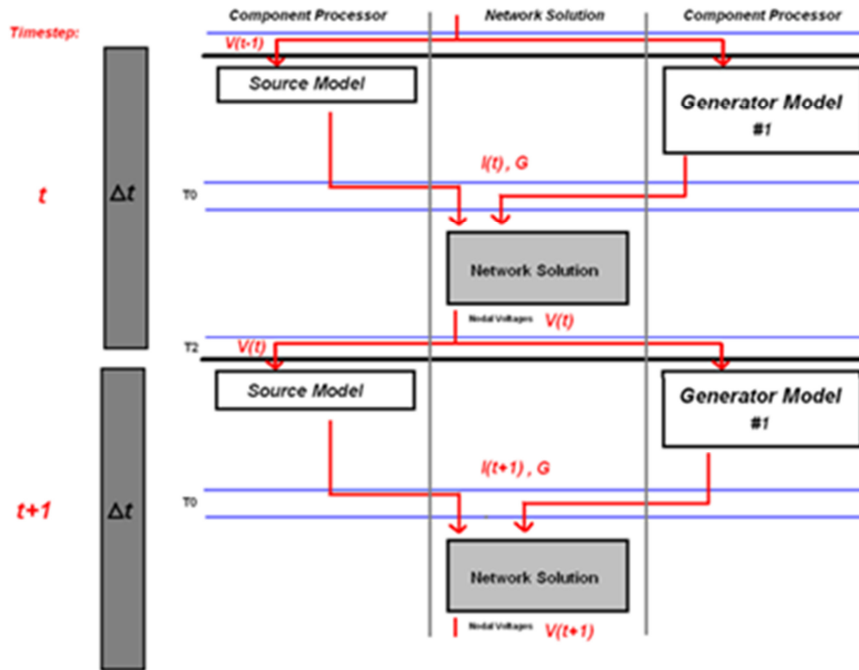 Component Processor
Network Solution
Component Processor
Timestep:
V(t-1)
Source Model
Generator Model
#1
I(t) , G
t
Δt
T0
Network Solution
Nodal Voltages
V(t)
T2
V(t)
Source Model
Generator Model
#1
I(t+1) , G
T0
t+1
Δt
Network Solution
Nodal Voltages
V(t+1)